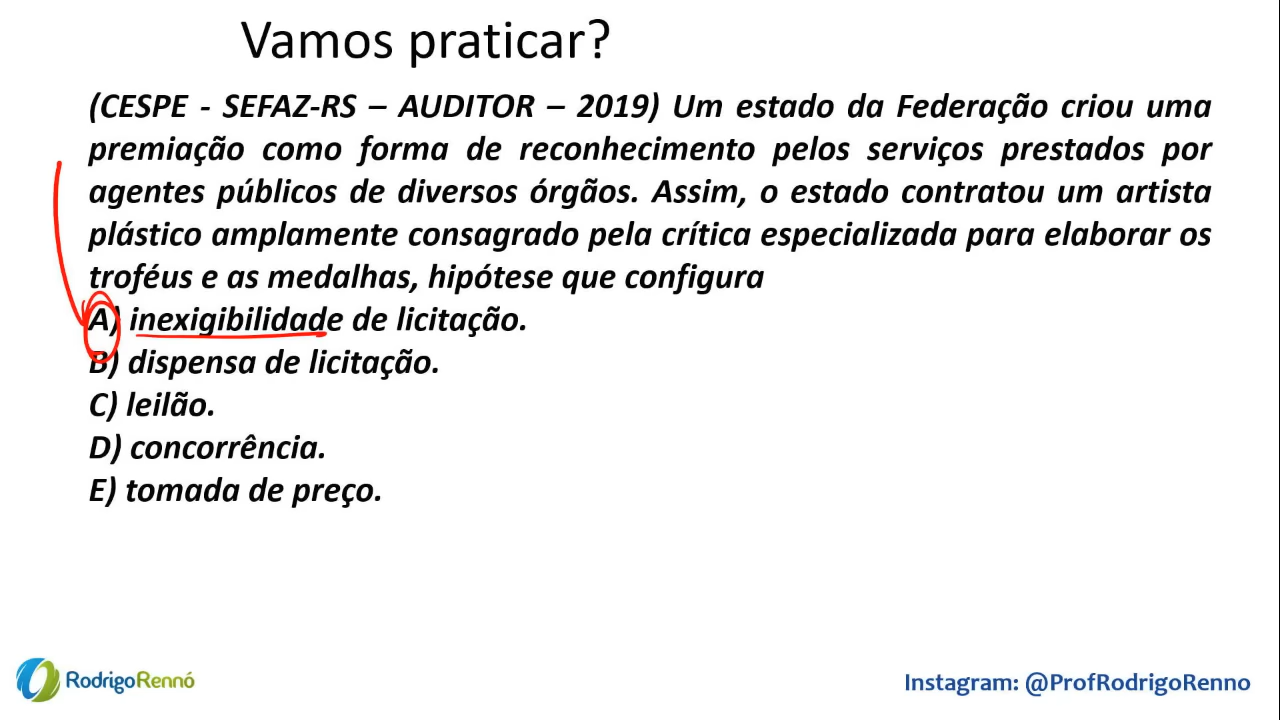 Vamos praticar?
(CESPE - SEFAZ-RS – AUDITOR – 2019) Um estado da Federação criou uma
premiação como forma de reconhecimento pelos serviços prestados por
agentes públicos de diversos órgãos. Assim, o estado contratou um artista
plástico amplamente consagrado pela crítica especializada para elaborar os
troféus e as medalhas, hipótese que configura
A) inexigibilidade de licitação.
B) dispensa de licitação.
C) leilão.
D) concorrência.
E) tomada de preço.
RodrigoRennó
Instagram: @ProfRodrigoRenno